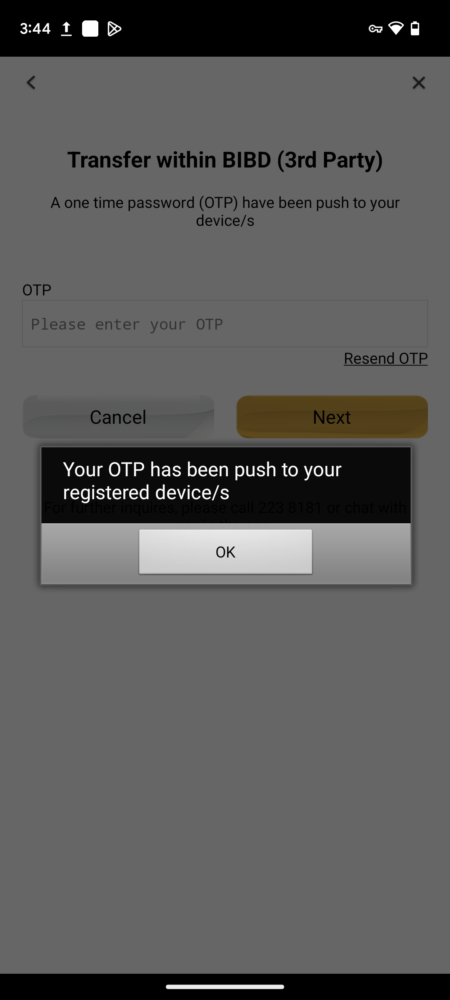 3:44
Transfer within BIBD (3rd Party)
A one time password (OTP) have been push to your
device/s
OTP
Please enter your OTP
Resend OTP
Cancel
Next
Your OTP has been push to your
registered device/s
For further inquires, please call 223 8181 or chat with
OK